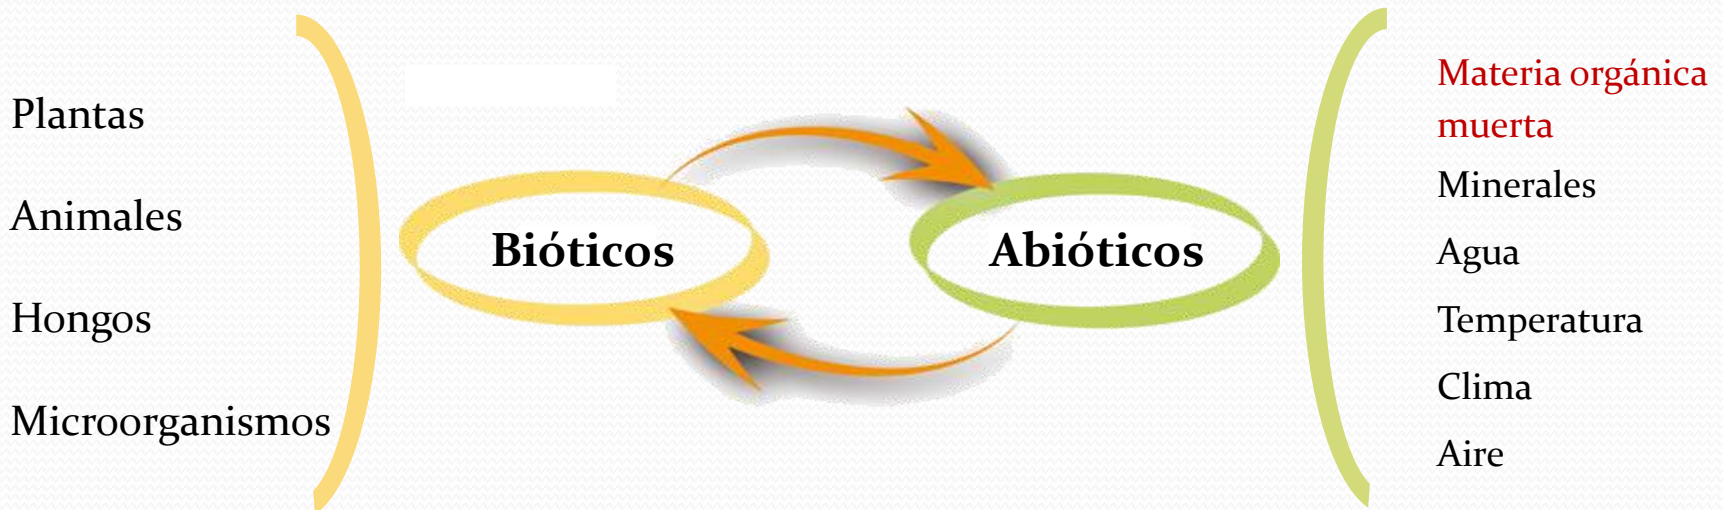 Plantas
Animales
Hongos
Microorganismos
Bióticos
Abióticos
Materia orgánica
muerta
Minerales
Agua
Temperatura
Clima
Aire